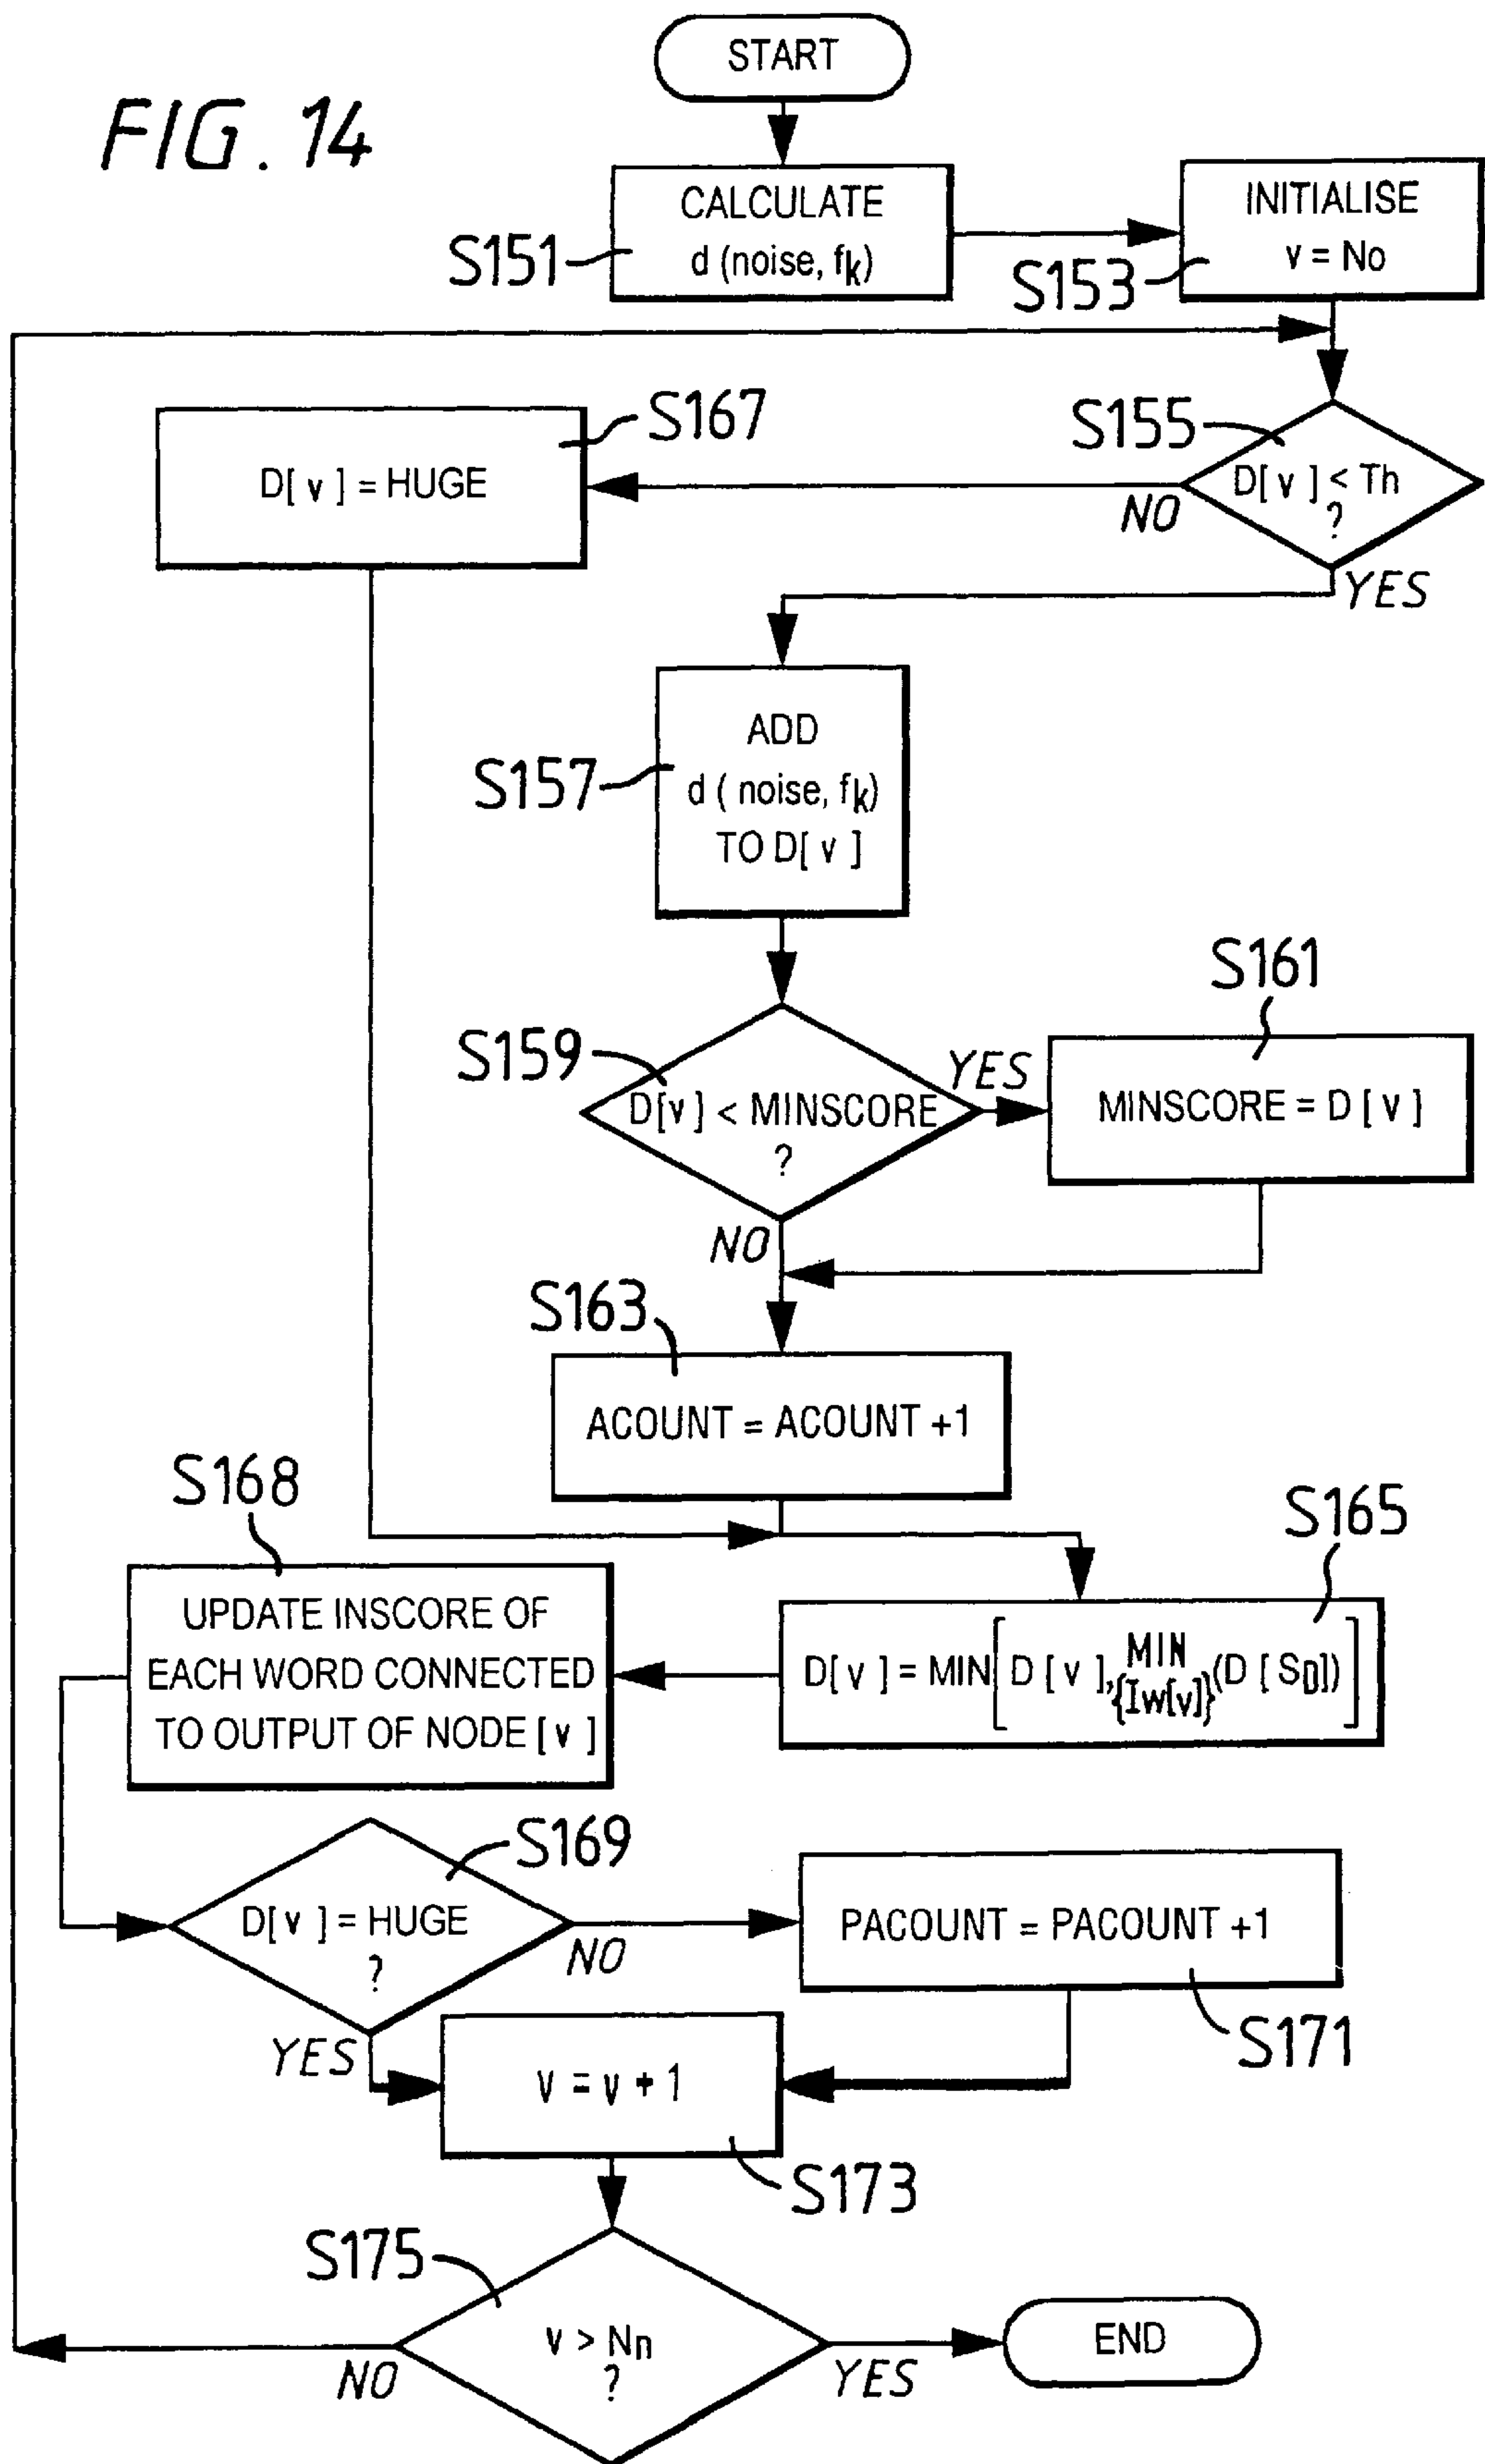 FIG. 14
START
CALCULATE
d (noise, fk)
S151
INITIALISE
v = No
S153
S155
D[ v ] < Th
?
NO
YES
S167
D[ v ] = HUGE
ADD
d ( noise, fk)
TO D[ v ]
S157
S159
D[v] < MINSCORE
?
YES
NO
S161
MINSCORE = D [ v ]
S163
ACOUNT = ACOUNT +1
S165
D[ v ] = MIN[ D [ v ], MIN (D [ S0])]
{Iw[v]}
S168
UPDATE INSCORE OF
EACH WORD CONNECTED
TO OUTPUT OF NODE [ v ]
S169
D[ v ] = HUGE
?
NO
YES
PACOUNT = PACOUNT +1
S171
v = v + 1
S173
S175
v > Nn
?
NO
YES
END